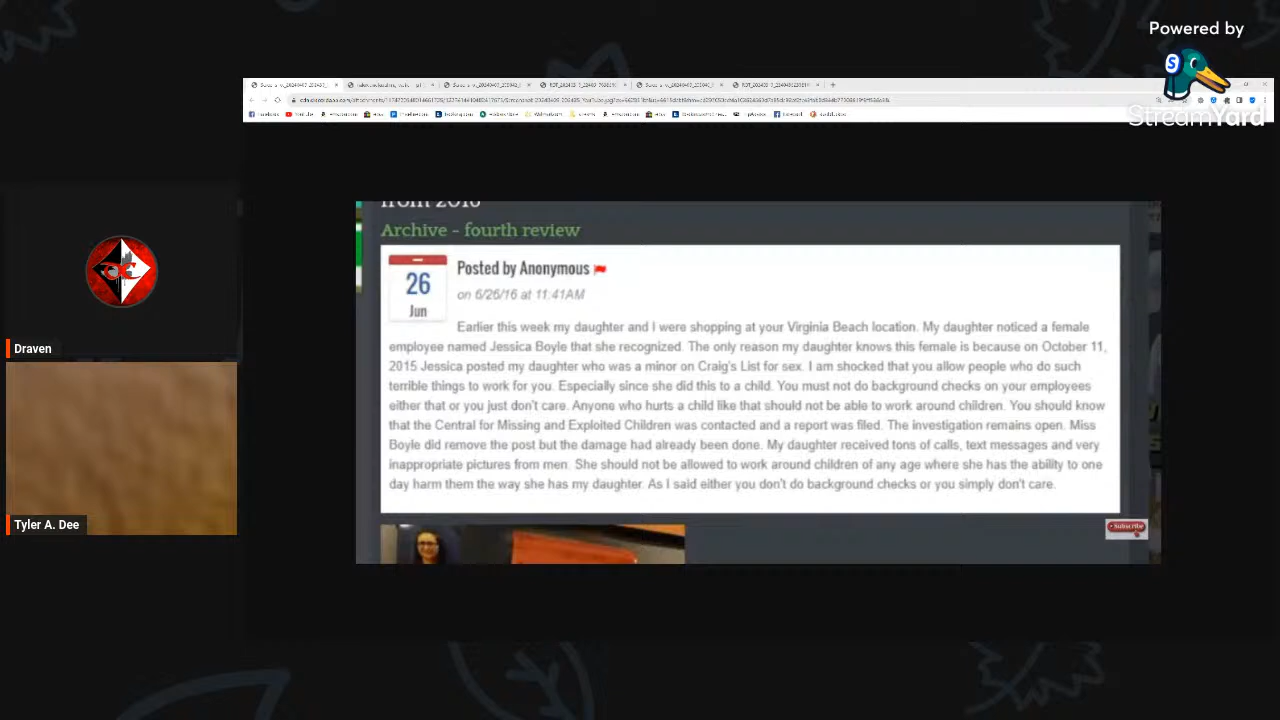 Powered by
StreamYard
from 2016
Archive - fourth review
26
Jun
Posted by Anonymous
on 6/26/16 at 11:41AM
Earlier this week my daughter and I were shopping at your Virginia Beach location. My daughter noticed a female
employee named Jessica Boyle that she recognized. The only reason my daughter knows this female is because on October 11,
2015 Jessica posted my daughter who was a minor on Craig's List for sex. I am shocked that you allow people who do such
terrible things to work for you. Especially since she did this to a child. You must not do background checks on your employees
either that or you just don't care. Anyone who hurts a child like that should not be able to work around children. You should know
that the Central for Missing and Exploited Children was contacted and a report was filed. The investigation remains open. Miss
Boyle did remove the post but the damage had already been done. My daughter received tons of calls, text messages and very
inappropriate pictures from men. She should not be allowed to work around children of any age where she has the ability to one
day harm them the way she has my daughter. As I said either you don't do background checks or you simply don't care.
Subscribe
Draven
Tyler A. Dee